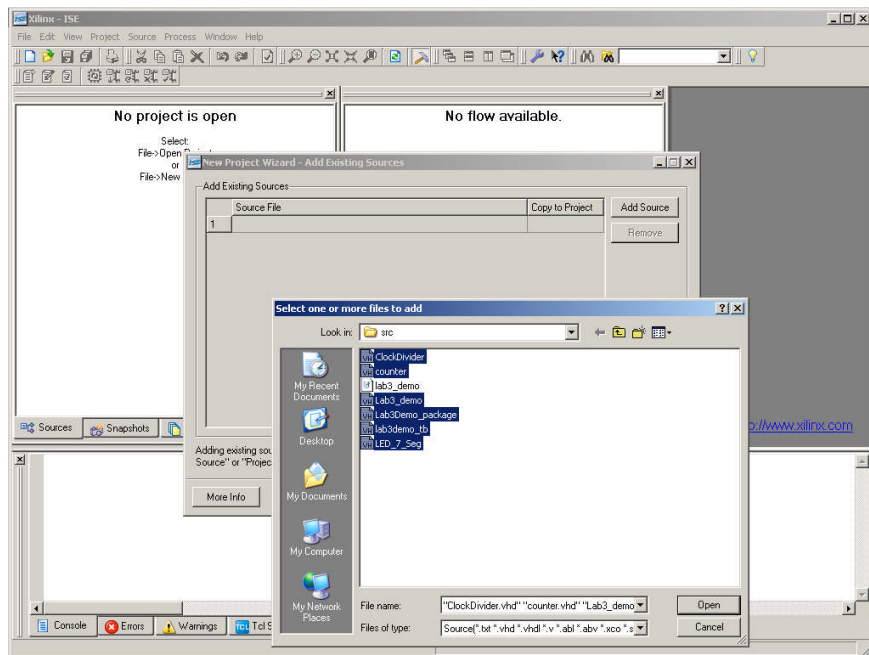 Xilinx - ISE
File Edit View Project Source Process Window Help
No project is open
No flow available.
Select:
or
File->New
New Project Wizard - Add Existing Sources
Add Existing Sources
Source File Copy to Project Add Source
1
Remove
Select one or more files to add
Look in: src
ClockDivider
counter
lab3_demo
Lab3_demo
Lab3Demo_package
lab3demo_tb
LED_7_Seg
My Recent
Documents
Desktop
My Documents
My Computer
My Network
Places
Sources Snapshots
://www.xilinx.com
Adding existing sou
Source" or "Projec
More Info
File name: "ClockDivider.vhd" "counter.vhd" "Lab3_demo Open
Files of type: Source(*.txt *.vhd *.vhdl *.v *.abl *.abv *.xco *.s Cancel
Console Errors Warnings Tcl S